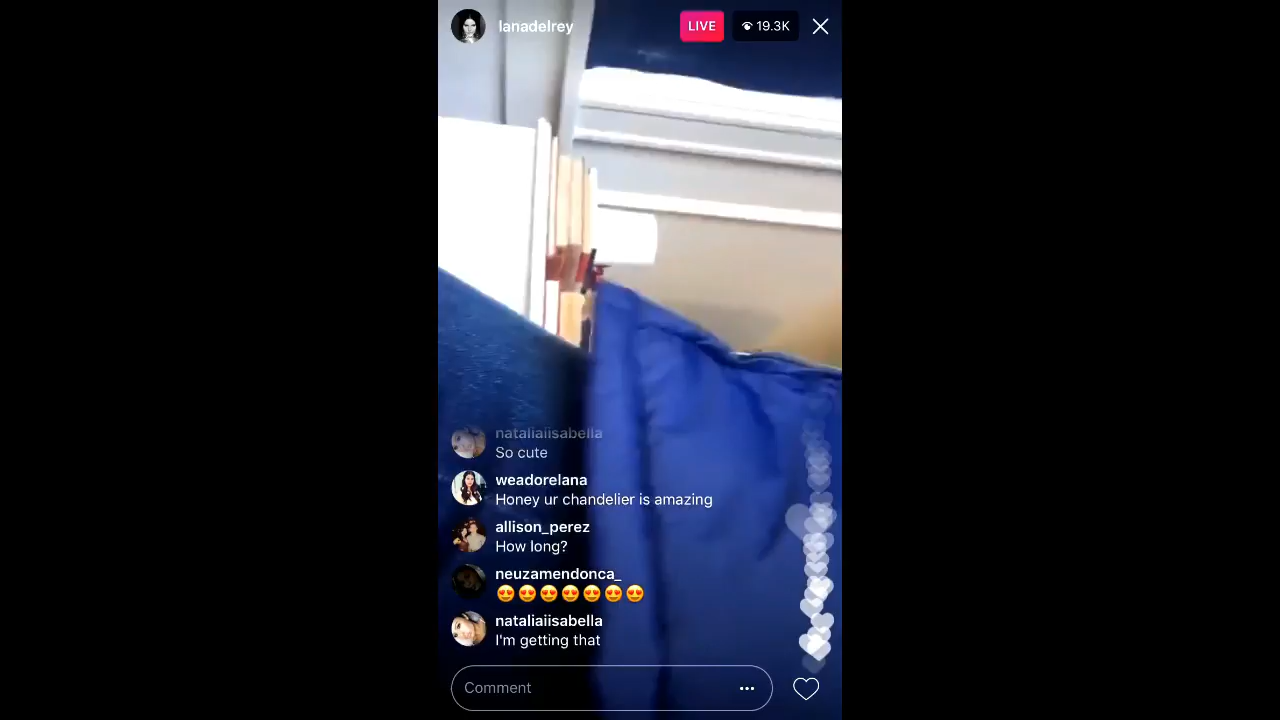 lanadelrey
LIVE
19.3K
nataliaiisabella
So cute
weadorelana
Honey ur chandelier is amazing
allison_perez
How long?
neuzamendonca_
😍😍😍😍😍😍😍
nataliaiisabella
I'm getting that
Comment